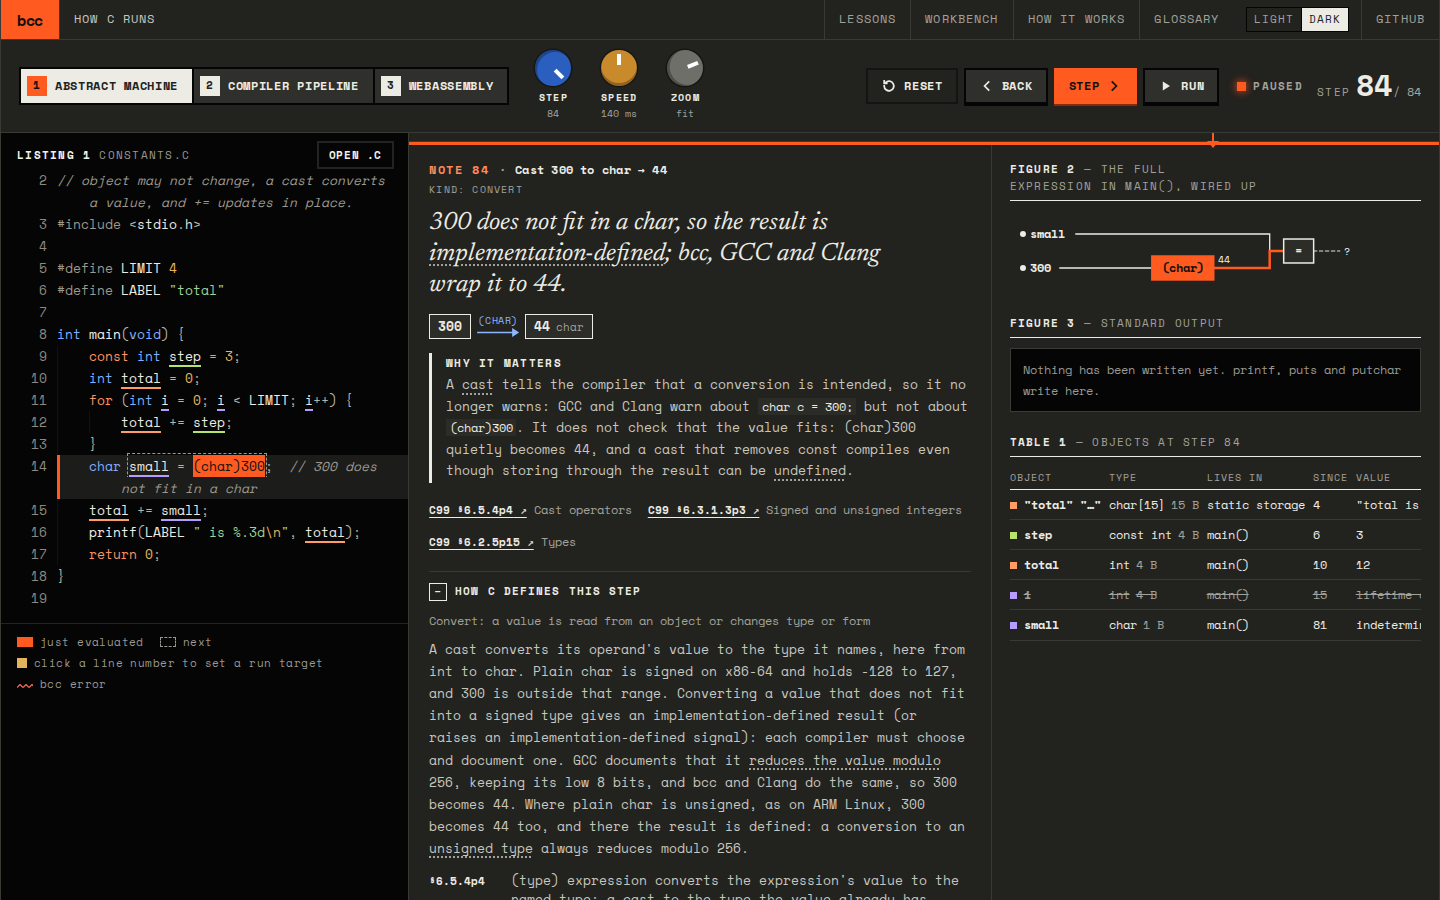 bcc HOW C RUNS LESSONS WORKBENCH HOW IT WORKS GLOSSARY LIGHT DARK GITHUB
1 ABSTRACT MACHINE 2 COMPILER PIPELINE 3 WEBASSEMBLY
STEP SPEED ZOOM
84 140 ms fit
RESET BACK STEP RUN PAUSED STEP 84 / 84
LISTING 1 CONSTANTS.C OPEN .C
2 // object may not change, a cast converts
a value, and += updates in place.
3 #include <stdio.h>
4
5 #define LIMIT 4
6 #define LABEL "total"
7
8 int main(void) {
9 const int step = 3;
10 int total = 0;
11 for (int i = 0; i < LIMIT; i++) {
12 total += step;
13 }
14 char small = (char)300; // 300 does
not fit in a char
15 total += small;
16 printf(LABEL " is %.3d\n", total);
17 return 0;
18 }
19
just evaluated next
click a line number to set a run target
bcc error
NOTE 84 · Cast 300 to char → 44
KIND: CONVERT
300 does not fit in a char, so the result is
implementation-defined; bcc, GCC and Clang
wrap it to 44.
300 (CHAR) 44 char
WHY IT MATTERS
A cast tells the compiler that a conversion is intended, so it no
longer warns: GCC and Clang warn about char c = 300; but not about
(char)300. It does not check that the value fits: (char)300
quietly becomes 44, and a cast that removes const compiles even
though storing through the result can be undefined.
C99 §6.5.4p4 ↗ Cast operators C99 §6.3.1.3p3 ↗ Signed and unsigned integers
C99 §6.2.5p15 ↗ Types
− HOW C DEFINES THIS STEP
Convert: a value is read from an object or changes type or form
A cast converts its operand's value to the type it names, here from
int to char. Plain char is signed on x86-64 and holds -128 to 127,
and 300 is outside that range. Converting a value that does not fit
into a signed type gives an implementation-defined result (or
raises an implementation-defined signal): each compiler must choose
and document one. GCC documents that it reduces the value modulo
256, keeping its low 8 bits, and bcc and Clang do the same, so 300
becomes 44. Where plain char is unsigned, as on ARM Linux, 300
becomes 44 too, and there the result is defined: a conversion to an
unsigned type always reduces modulo 256.
§6.5.4p4 (type) expression converts the expression's value to the
named type; a cast to the type the value already has
FIGURE 2 — THE FULL
EXPRESSION IN MAIN(), WIRED UP
small
300 (char) 44 = ?
FIGURE 3 — STANDARD OUTPUT
Nothing has been written yet. printf, puts and putchar
write here.
TABLE 1 — OBJECTS AT STEP 84
OBJECT TYPE LIVES IN SINCE VALUE
"total" "…" char[15] 15 B static storage 4 "total is
step const int 4 B main() 6 3
total int 4 B main() 10 12
i int 4 B main() 15 lifetime
small char 1 B main() 81 indetermi